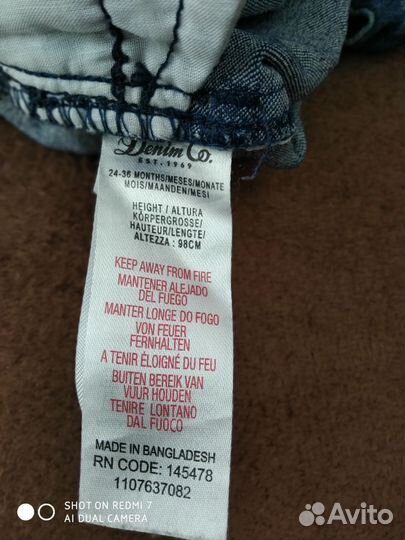 Denim Co.
EST. 1969
24-36 MONTHS/MESES/MONATE
MOIS/MAANDEN/MESI
HEIGHT / ALTURA
KÖRPERGROSSE/
HAUTEUR/LENGTE/
ALTEZZA : 98CM
KEEP AWAY FROM FIRE
MANTENER ALEJADO
DEL FUEGO
MANTER LONGE DO FOGO
VON FEUER
FERNHALTEN
A TENIR ÉLOIGNÉ DU FEU
BUITEN BEREIK VAN
VUUR HOUDEN
TENIRE LONTANO
DAL FUOCO
MADE IN BANGLADESH
RN CODE: 145478
1107637082
SHOT ON REDMI 7
AI DUAL CAMERA
Avito